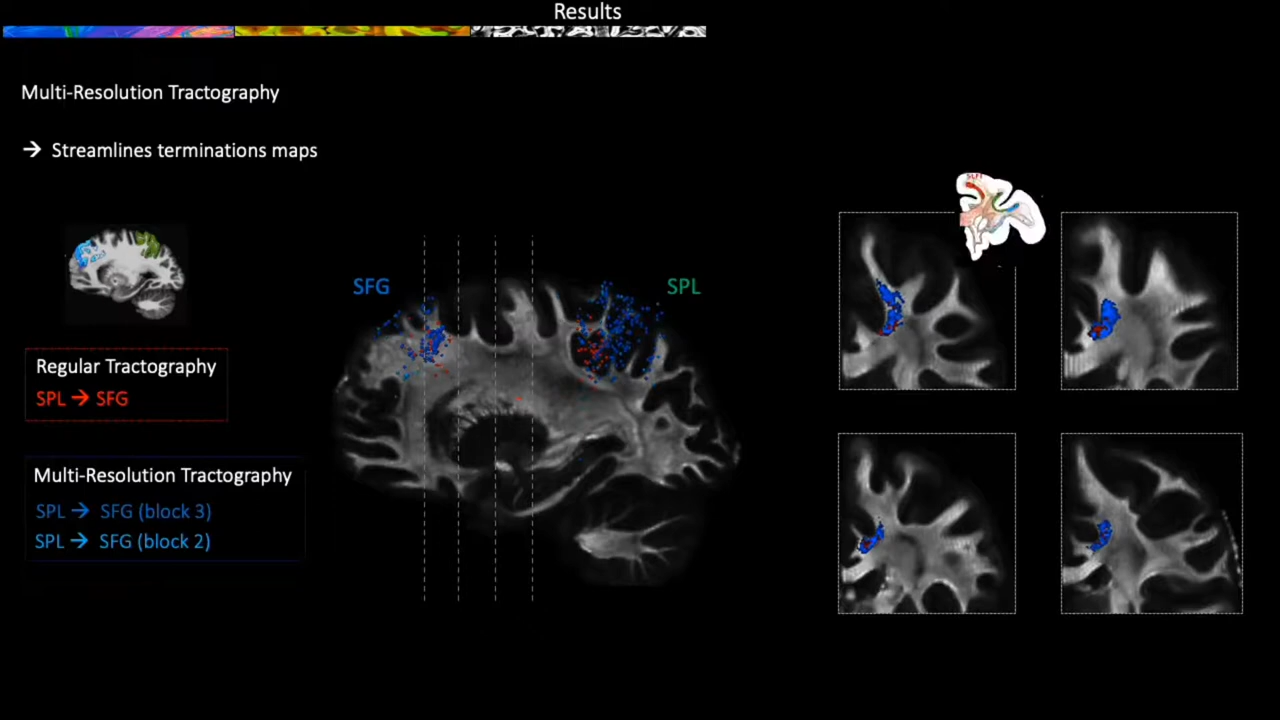 Results
Multi-Resolution Tractography
→ Streamlines terminations maps
SLFI
SFG
SPL
Regular Tractography
SPL → SFG
Multi-Resolution Tractography
SPL → SFG (block 3)
SPL → SFG (block 2)